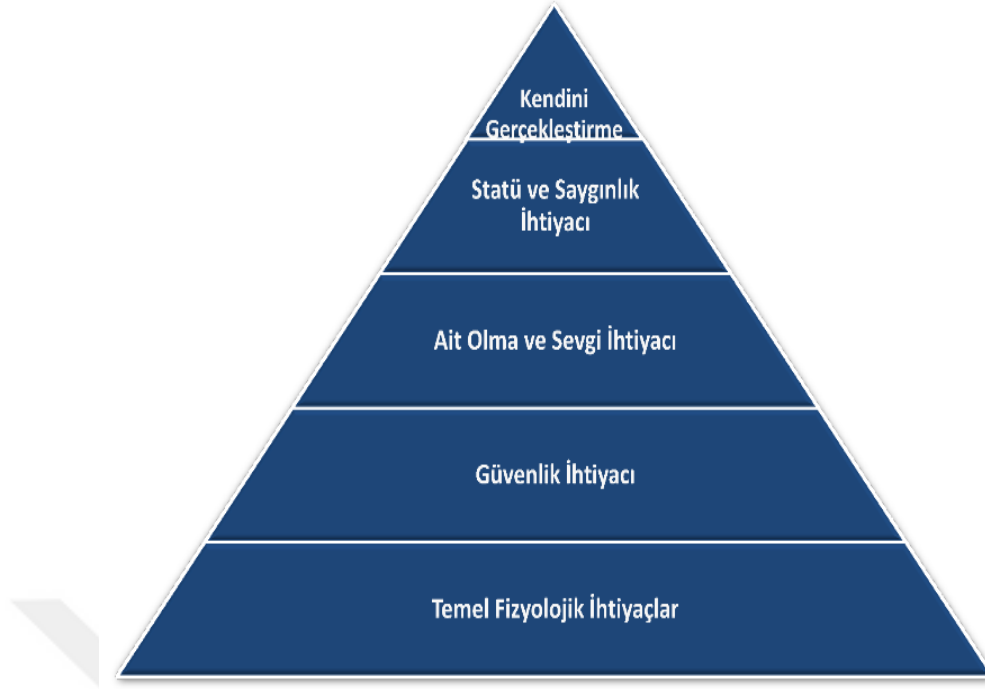 Kendini
Gerçekleştirme
Statü ve Saygınlık
İhtiyacı
Ait Olma ve Sevgi İhtiyacı
Güvenlik İhtiyacı
Temel Fizyolojik İhtiyaçlar